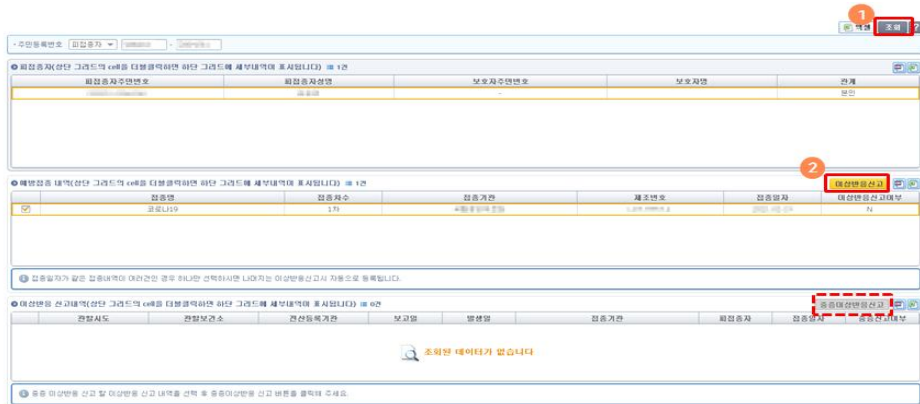 1
엑셀 조회 ?
• 주민등록번호 피접종자 -
피접종자(상단 그리드의 cell을 더블클릭하면 하단 그리드에 세부내역이 표시됩니다) 1건
피접종자주민번호 피접종자성명 보호자주민번호 보호자명 관계
- 본인
2
예방접종 내역(상단 그리드의 cell을 더블클릭하면 하단 그리드에 세부내역이 표시됩니다) 1건 이상반응신고
접종명 접종차수 접종기관 제조번호 접종일자 이상반응신고여부
코로나19 1차 N
접종일자가 같은 접종내역이 여러건인 경우 하나만 선택하시면 나머지는 이상반응신고시 자동으로 등록됩니다.
이상반응 신고내역(상단 그리드의 cell을 더블클릭하면 하단 그리드에 세부내역이 표시됩니다) 0건 중증이상반응신고
관할시도 관할보건소 전산등록기관 보고일 발생일 접종기관 피접종자 접종일자 중증신고여부
조회된 데이터가 없습니다
중증 이상반응 신고 할 이상반응 신고 내역을 선택 후 중증이상반응 신고 버튼을 클릭해 주세요.